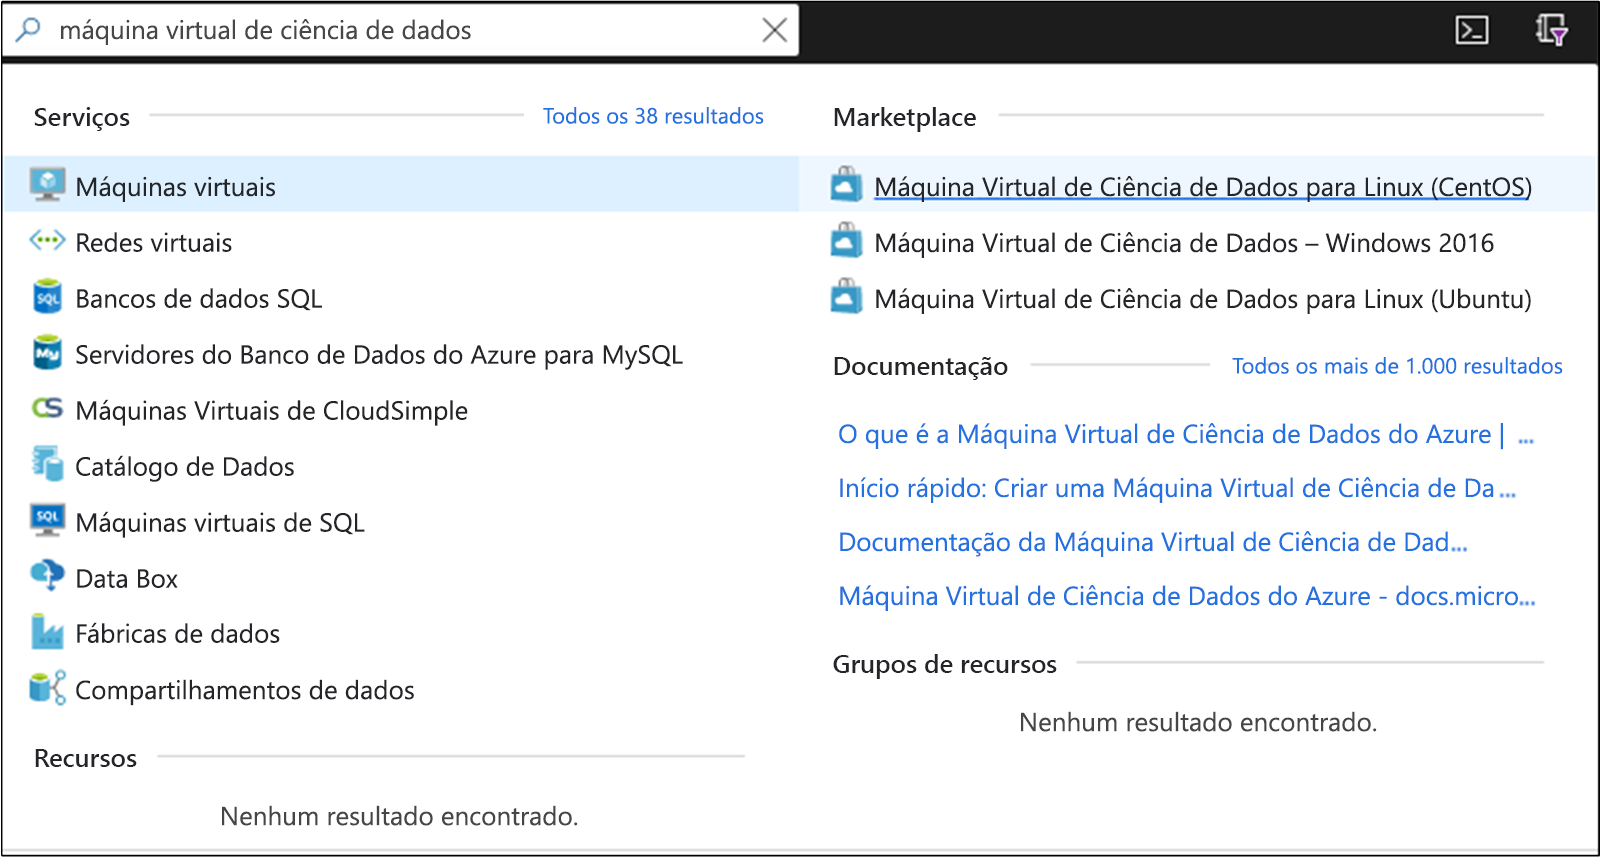 máquina virtual de ciência de dados
Serviços
Todos os 38 resultados
Máquinas virtuais
Redes virtuais
Bancos de dados SQL
Servidores do Banco de Dados do Azure para MySQL
Máquinas Virtuais de CloudSimple
Catálogo de Dados
Máquinas virtuais de SQL
Data Box
Fábricas de dados
Compartilhamentos de dados
Recursos
Nenhum resultado encontrado.
Marketplace
Máquina Virtual de Ciência de Dados para Linux (CentOS)
Máquina Virtual de Ciência de Dados – Windows 2016
Máquina Virtual de Ciência de Dados para Linux (Ubuntu)
Documentação
Todos os mais de 1.000 resultados
O que é a Máquina Virtual de Ciência de Dados do Azure | ...
Início rápido: Criar uma Máquina Virtual de Ciência de Da...
Documentação da Máquina Virtual de Ciência de Dad...
Máquina Virtual de Ciência de Dados do Azure - docs.micro...
Grupos de recursos
Nenhum resultado encontrado.